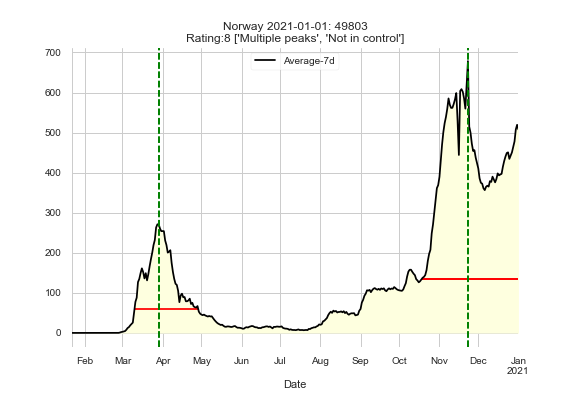 Norway 2021-01-01: 49803
Rating:8 ['Multiple peaks', 'Not in control']
Average-7d
700
600
500
400
300
200
100
0
Feb Mar Apr May Jun Jul Aug Sep Oct Nov Dec Jan
2021
Date